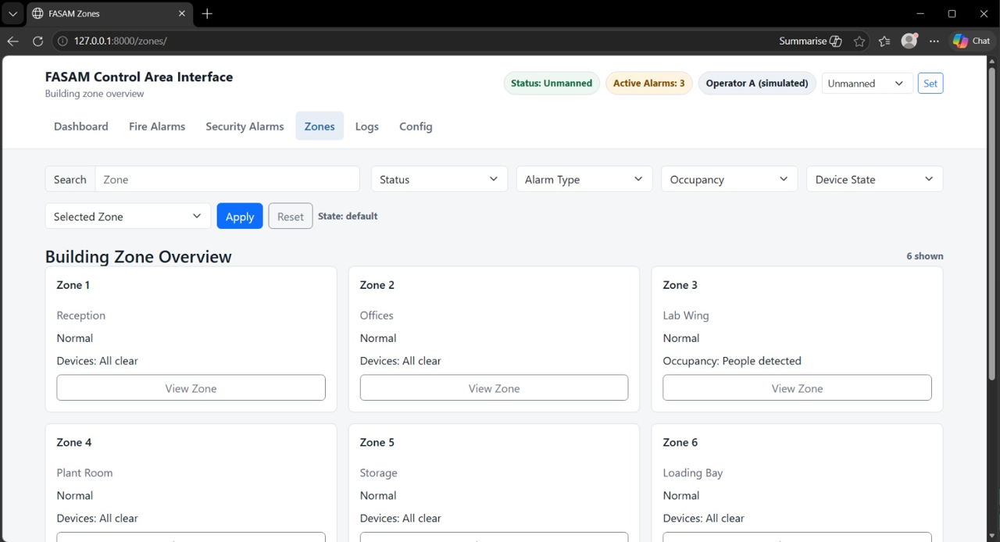 FASAM Zones
127.0.0.1:8000/zones/
Summarise
Chat
FASAM Control Area Interface
Building zone overview
Status: Unmanned
Active Alarms: 3
Operator A (simulated)
Unmanned
Set
Dashboard
Fire Alarms
Security Alarms
Zones
Logs
Config
Search
Zone
Status
Alarm Type
Occupancy
Device State
Selected Zone
Apply
Reset
State: default
Building Zone Overview
6 shown
Zone 1
Reception
Normal
Devices: All clear
View Zone
Zone 2
Offices
Normal
Devices: All clear
View Zone
Zone 3
Lab Wing
Normal
Occupancy: People detected
View Zone
Zone 4
Plant Room
Normal
Devices: All clear
Zone 5
Storage
Normal
Devices: All clear
Zone 6
Loading Bay
Normal
Devices: All clear